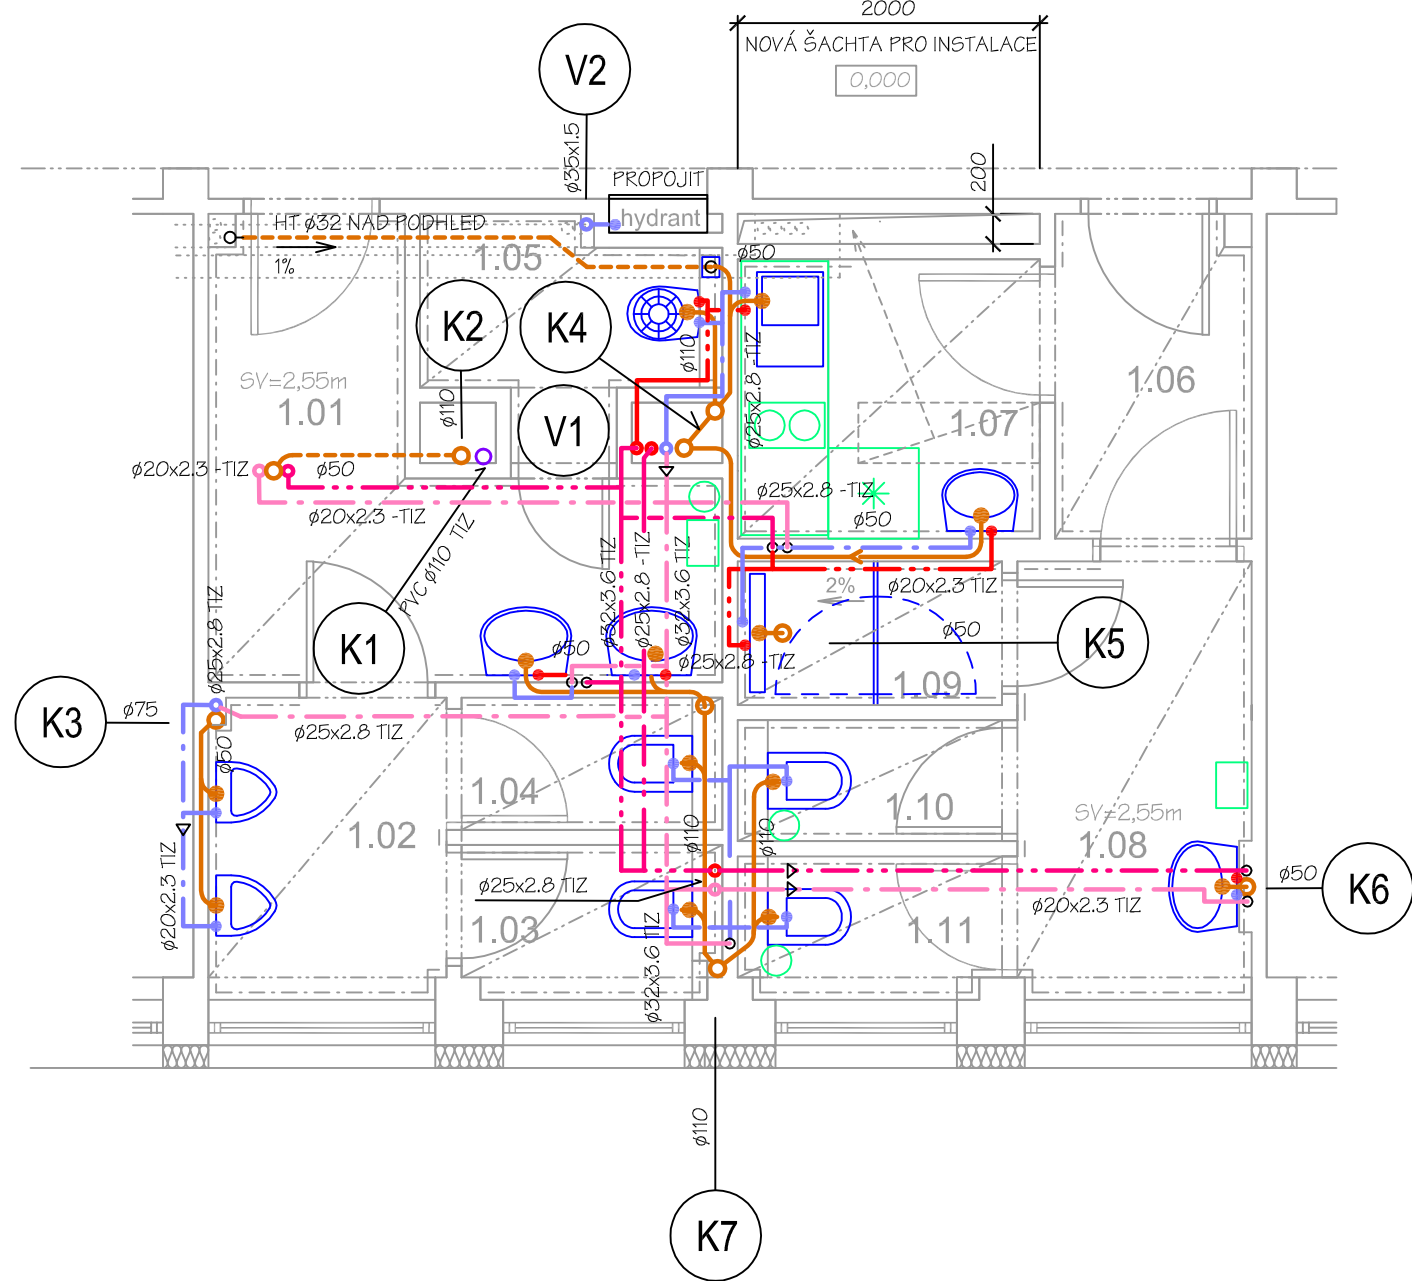 2000
NOVÁ ŠACHTA PRO INSTALACE
0,000
V2
ø35x1.5
PROPOJIT
hydrant
200
HT ø32 NAD PODHLED
1%
1.05
ø50
K2
K4
ø110
ø25x2.8 -TIZ
1.06
SV=2,55m
1.01
ø110
V1
1.07
ø20x2.3 -TIZ
ø50
ø20x2.3 -TIZ
ø25x2.8 -TIZ
ø50
PVC ø110 TIZ
ø32x3.6 TIZ
ø25x2.8 -TIZ
ø32x3.6 TIZ
2%
ø20x2.3 TIZ
K1
ø50
ø25x2.8 -TIZ
ø50
K5
ø25x2.8-TIZ
1.09
K3
ø75
ø25x2.8 TIZ
ø50
1.04
1.10
SV=2,55m
1.08
1.02
ø110
ø110
ø20x2.3 TIZ
ø25x2.8 TIZ
ø50
K6
ø20x2.3 TIZ
1.03
1.11
ø32x3.6 TIZ
ø110
K7